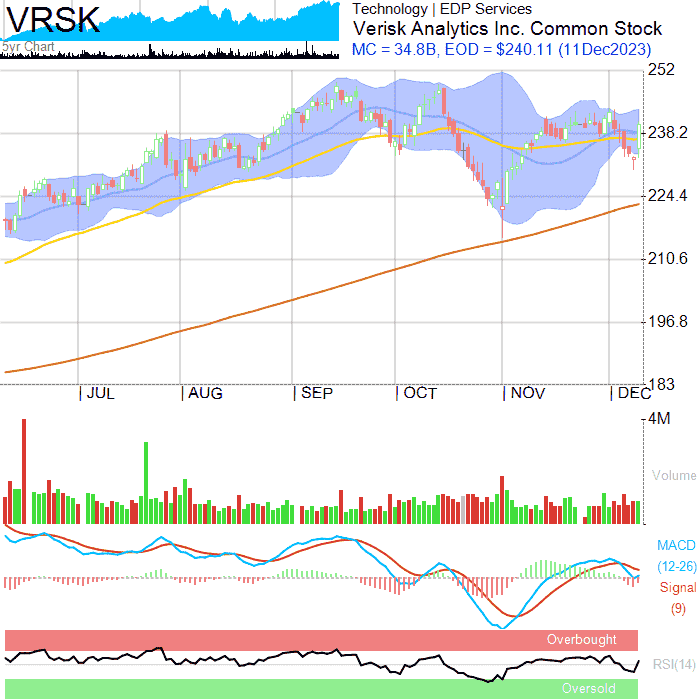 VRSK
5yr Chart
Technology | EDP Services
Verisk Analytics Inc. Common Stock
MC = 34.8B, EOD = $240.11 (11Dec2023)
252
238.2
224.4
210.6
196.8
183
JUL AUG SEP OCT NOV DEC
4M
Volume
MACD
(12-26)
Signal
(9)
Overbought
RSI(14)
Oversold